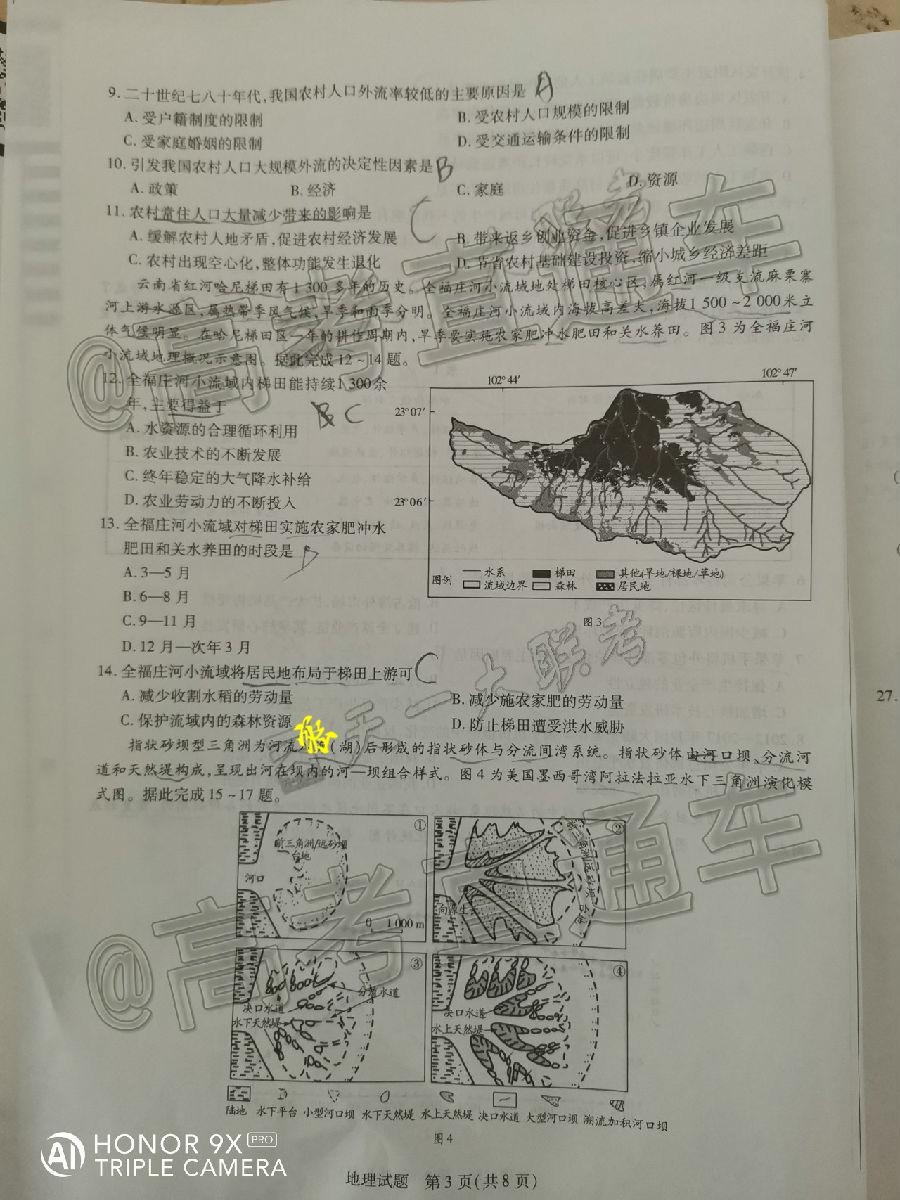 9. 二十世纪七八十年代,我国农村人口外流率较低的主要原因是 A
A. 受户籍制度的限制 B. 受农村人口规模的限制
C. 受家庭婚姻的限制 D. 受交通运输条件的限制
10. 引发我国农村人口大规模外流的决定性因素是 B
A. 政策 B. 经济 C. 家庭 D. 资源
11. 农村常住人口大量减少带来的影响是 C
A. 缓解农村人地矛盾,促进农村经济发展 B. 带来返乡创业资金,促进乡镇企业发展
C. 农村出现空心化,整体功能发生退化 D. 节省农村基础建设投资,缩小城乡经济差距
云南省红河哈尼梯田有1 300多年的历史。全福庄河小流域地处梯田核心区,属红河一级支流麻栗寨
河上游水源区,属热带季风气候,旱季和雨季分明。全福庄河小流域内海拔高差大,海拔1 500~2 000米立
体气候明显。在哈尼梯田区一年的耕作周期内,旱季要实施农家肥冲水肥田和关水养田。图3为全福庄河
小流域地理概况示意图。据此完成12~14题。
12. 全福庄河小流域内梯田能持续1 300余
年,主要得益于 C
A. 水资源的合理循环利用
B. 农业技术的不断发展
C. 终年稳定的大气降水补给
D. 农业劳动力的不断投入
13. 全福庄河小流域对梯田实施农家肥冲水
肥田和关水养田的时段是 D
A. 3—5月
B. 6—8月
C. 9—11月
D. 12月—次年3月
102°44′ 102°47′
23°07′
23°06′
图例 水系 梯田 其他(旱地/裸地/草地)
流域边界 森林 居民地
图3
14. 全福庄河小流域将居民地布局于梯田上游可 C
A. 减少收割水稻的劳动量 B. 减少施农家肥的劳动量
C. 保护流域内的森林资源 D. 防止梯田遭受洪水威胁
指状砂坝型三角洲为河流(湖)后形成的指状砂体与分流间湾系统。指状砂体由河口坝、分流河
道和天然堤构成,呈现出河在坝内的河—坝组合样式。图4为美国墨西哥湾阿拉法拉亚水下三角洲演化模
式图。据此完成15~17题。
①
前三角洲/远砂坝
台地
河口
0 1 000 m
②
③
分流水道
决口水道
水下天然堤
④
决口水道
水上天然堤
陆地 水下平台 小型河口坝 水下天然堤 水上天然堤 决口水道 大型河口坝 溯流加积河口坝
图4
地理试题 第3页(共8页)
@高考直通车
天一大联考
@高考直通车
HONOR 9X PRO
AI TRIPLE CAMERA
27.